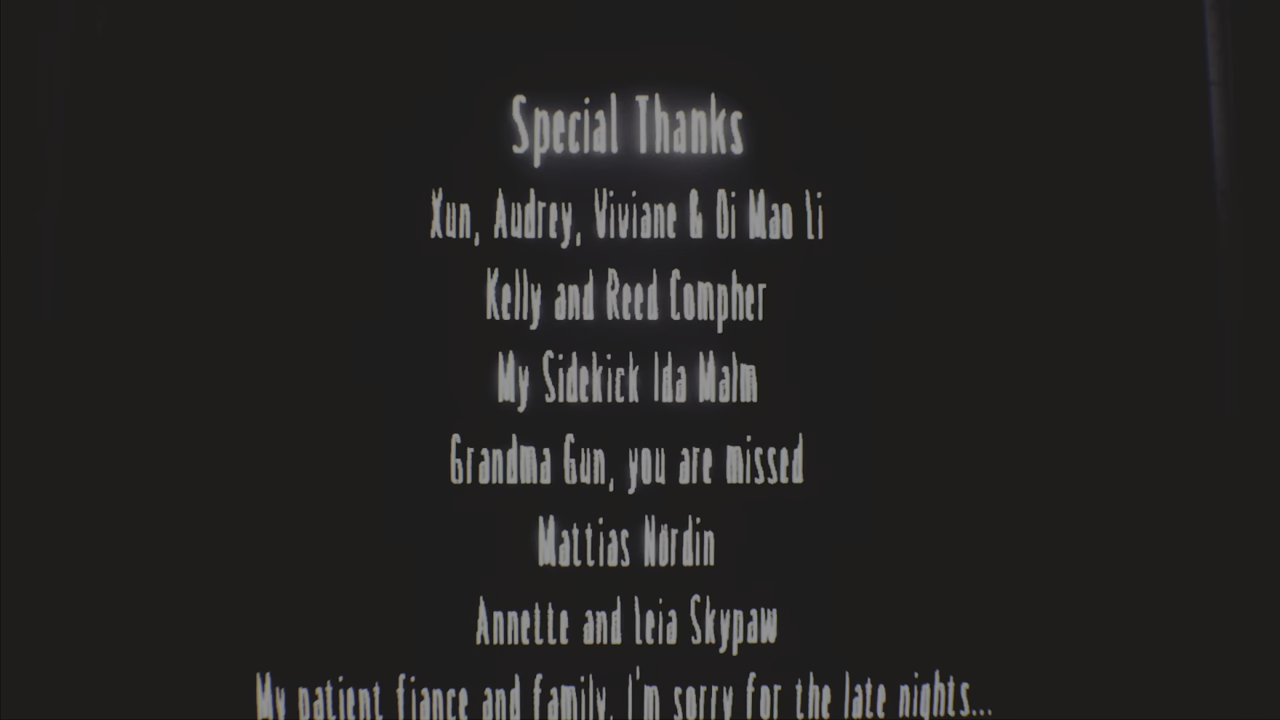 Special Thanks
Xun, Audrey, Viviane & Di Mao Li
Kelly and Reed Compher
My Sidekick Ida Malm
Grandma Gun, you are missed
Mattias Nordin
Annette and Leia Skypaw
My patient fiance and family, I'm sorry for the late nights...